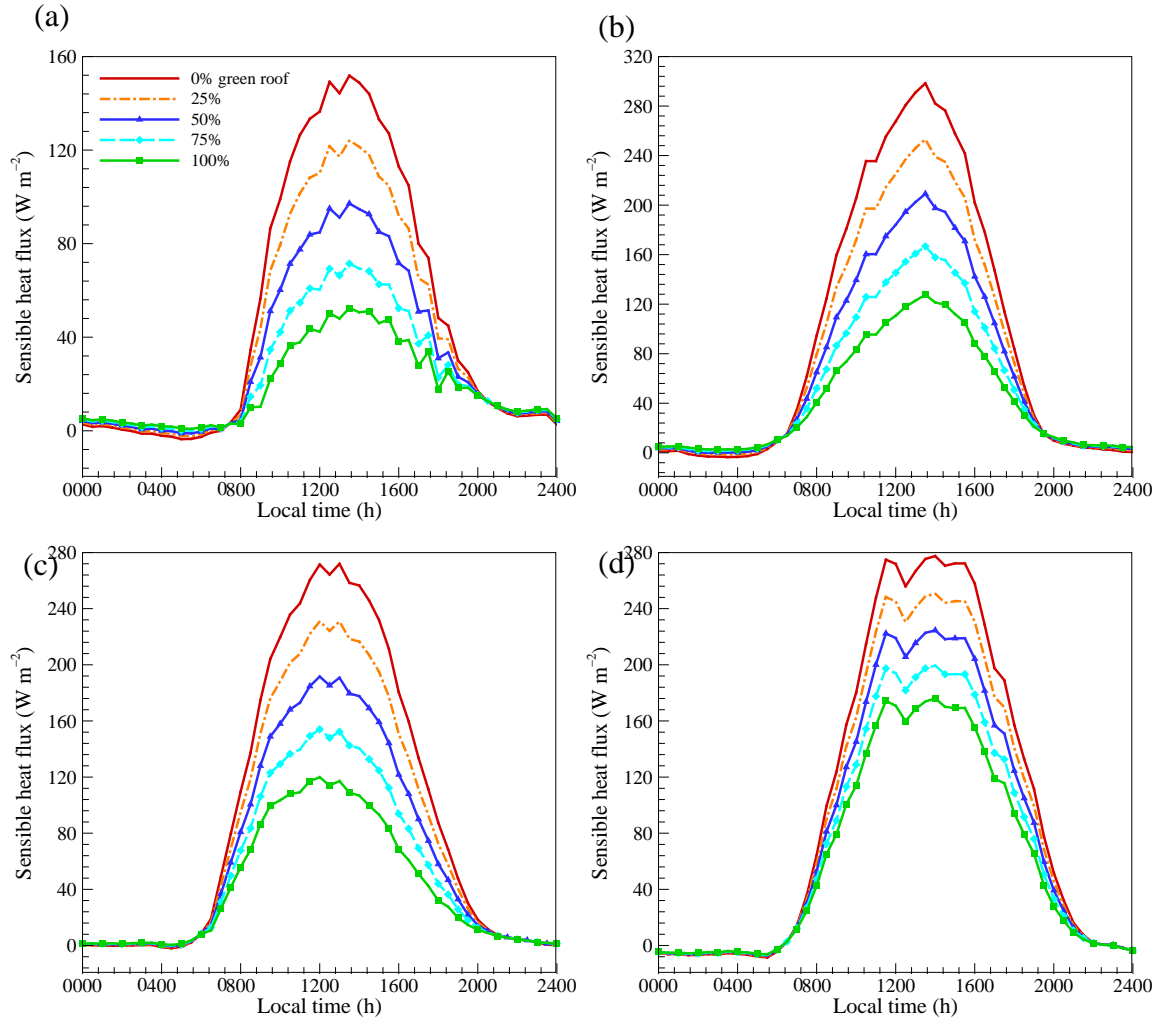 (a)
160
120
80
40
0
Sensible heat flux (W m⁻²)
0% green roof
25%
50%
75%
100%
0000 0400 0800 1200 1600 2000 2400
Local time (h)
(b)
320
280
240
200
160
120
80
40
0
Sensible heat flux (W m⁻²)
0000 0400 0800 1200 1600 2000 2400
Local time (h)
(c)
280
240
200
160
120
80
40
0
Sensible heat flux (W m⁻²)
0000 0400 0800 1200 1600 2000 2400
Local time (h)
(d)
280
240
200
160
120
80
40
0
Sensible heat flux (W m⁻²)
0000 0400 0800 1200 1600 2000 2400
Local time (h)